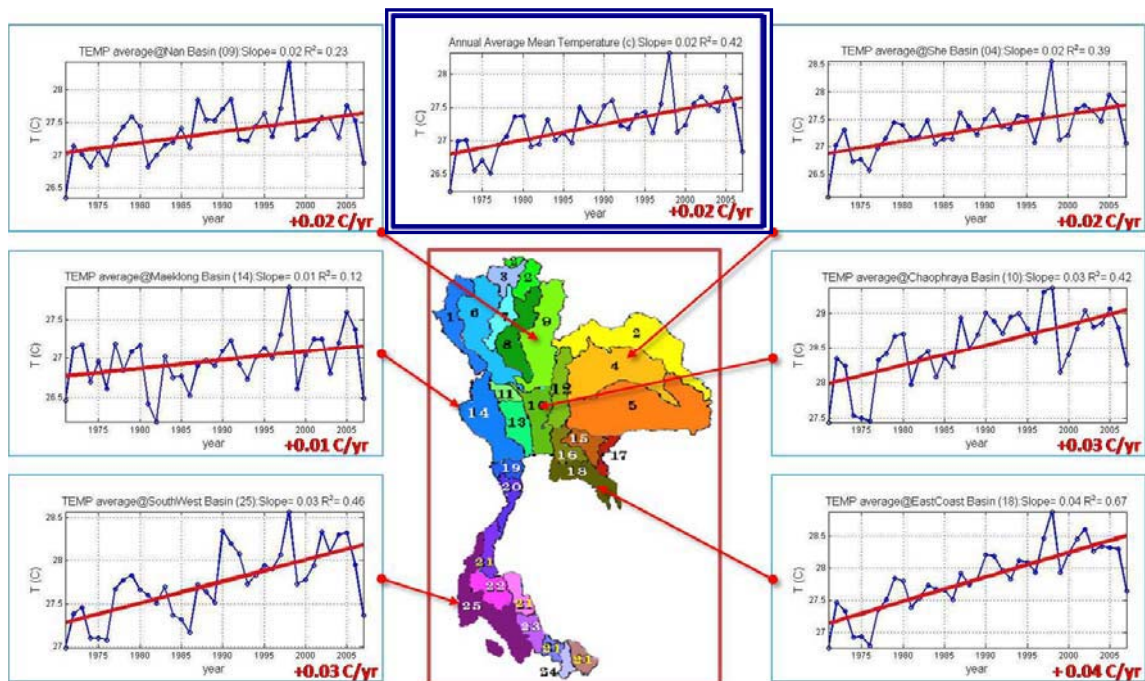 TEMP average@Nan Basin (09):Slope= 0.02 R²= 0.23
T (C)
28
27.5
27
26.5
1975 1980 1985 1990 1995 2000 2005
year
+0.02 C/yr
Annual Average Mean Temperature (c):Slope= 0.02 R²= 0.42
T (C)
28
27.5
27
26.5
1975 1980 1985 1990 1995 2000 2005
year
+0.02 C/yr
TEMP average@She Basin (04):Slope= 0.02 R²= 0.39
T (C)
28.5
28
27.5
27
26.5
1975 1980 1985 1990 1995 2000 2005
year
+0.02 C/yr
TEMP average@Maeklong Basin (14):Slope= 0.01 R²= 0.12
T (C)
27.5
27
26.5
1975 1980 1985 1990 1995 2000 2005
year
+0.01 C/yr
3 2
1 6 7 9
8 2
4
12
11 10 5
14 13
15
16 17
18
19
20
21
22
25 21
23
21
24 21
TEMP average@Chaophraya Basin (10):Slope= 0.03 R²= 0.42
T (C)
29
28.5
28
27.5
1975 1980 1985 1990 1995 2000 2005
year
+0.03 C/yr
TEMP average@SouthWest Basin (25):Slope= 0.03 R²= 0.46
T (C)
28.5
28
27.5
27
1975 1980 1985 1990 1995 2000 2005
year
+0.03 C/yr
TEMP average@EastCoast Basin (18):Slope= 0.04 R²= 0.67
T (C)
28.5
28
27.5
27
1975 1980 1985 1990 1995 2000 2005
year
+ 0.04 C/yr